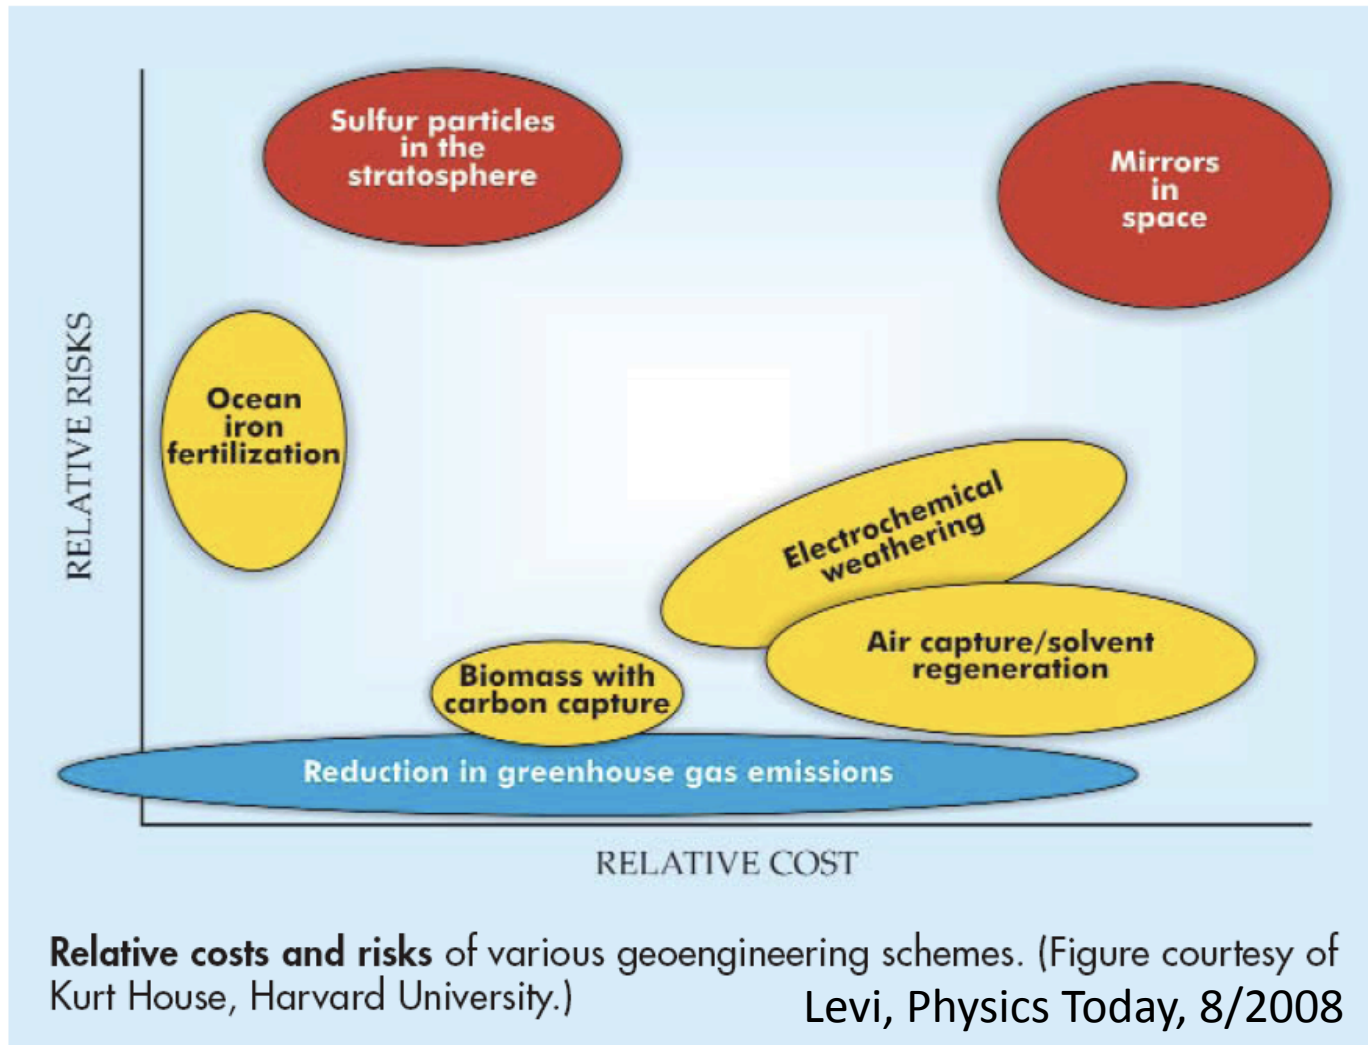 Sulfur particles
in the
stratosphere
Mirrors
in
space
Ocean
iron
fertilization
RELATIVE RISKS
Electrochemical
weathering
Air capture/solvent
regeneration
Biomass with
carbon capture
Reduction in greenhouse gas emissions
RELATIVE COST
Relative costs and risks of various geoengineering schemes. (Figure courtesy of
Kurt House, Harvard University.)
Levi, Physics Today, 8/2008